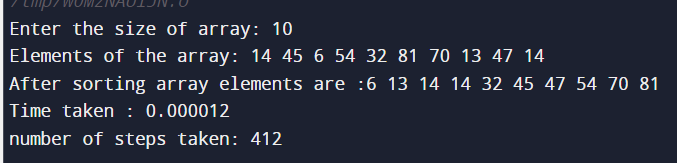 /tmp/WOM2NAO1JN.o
Enter the size of array: 10
Elements of the array: 14 45 6 54 32 81 70 13 47 14
After sorting array elements are :6 13 14 14 32 45 47 54 70 81
Time taken : 0.000012
number of steps taken: 412